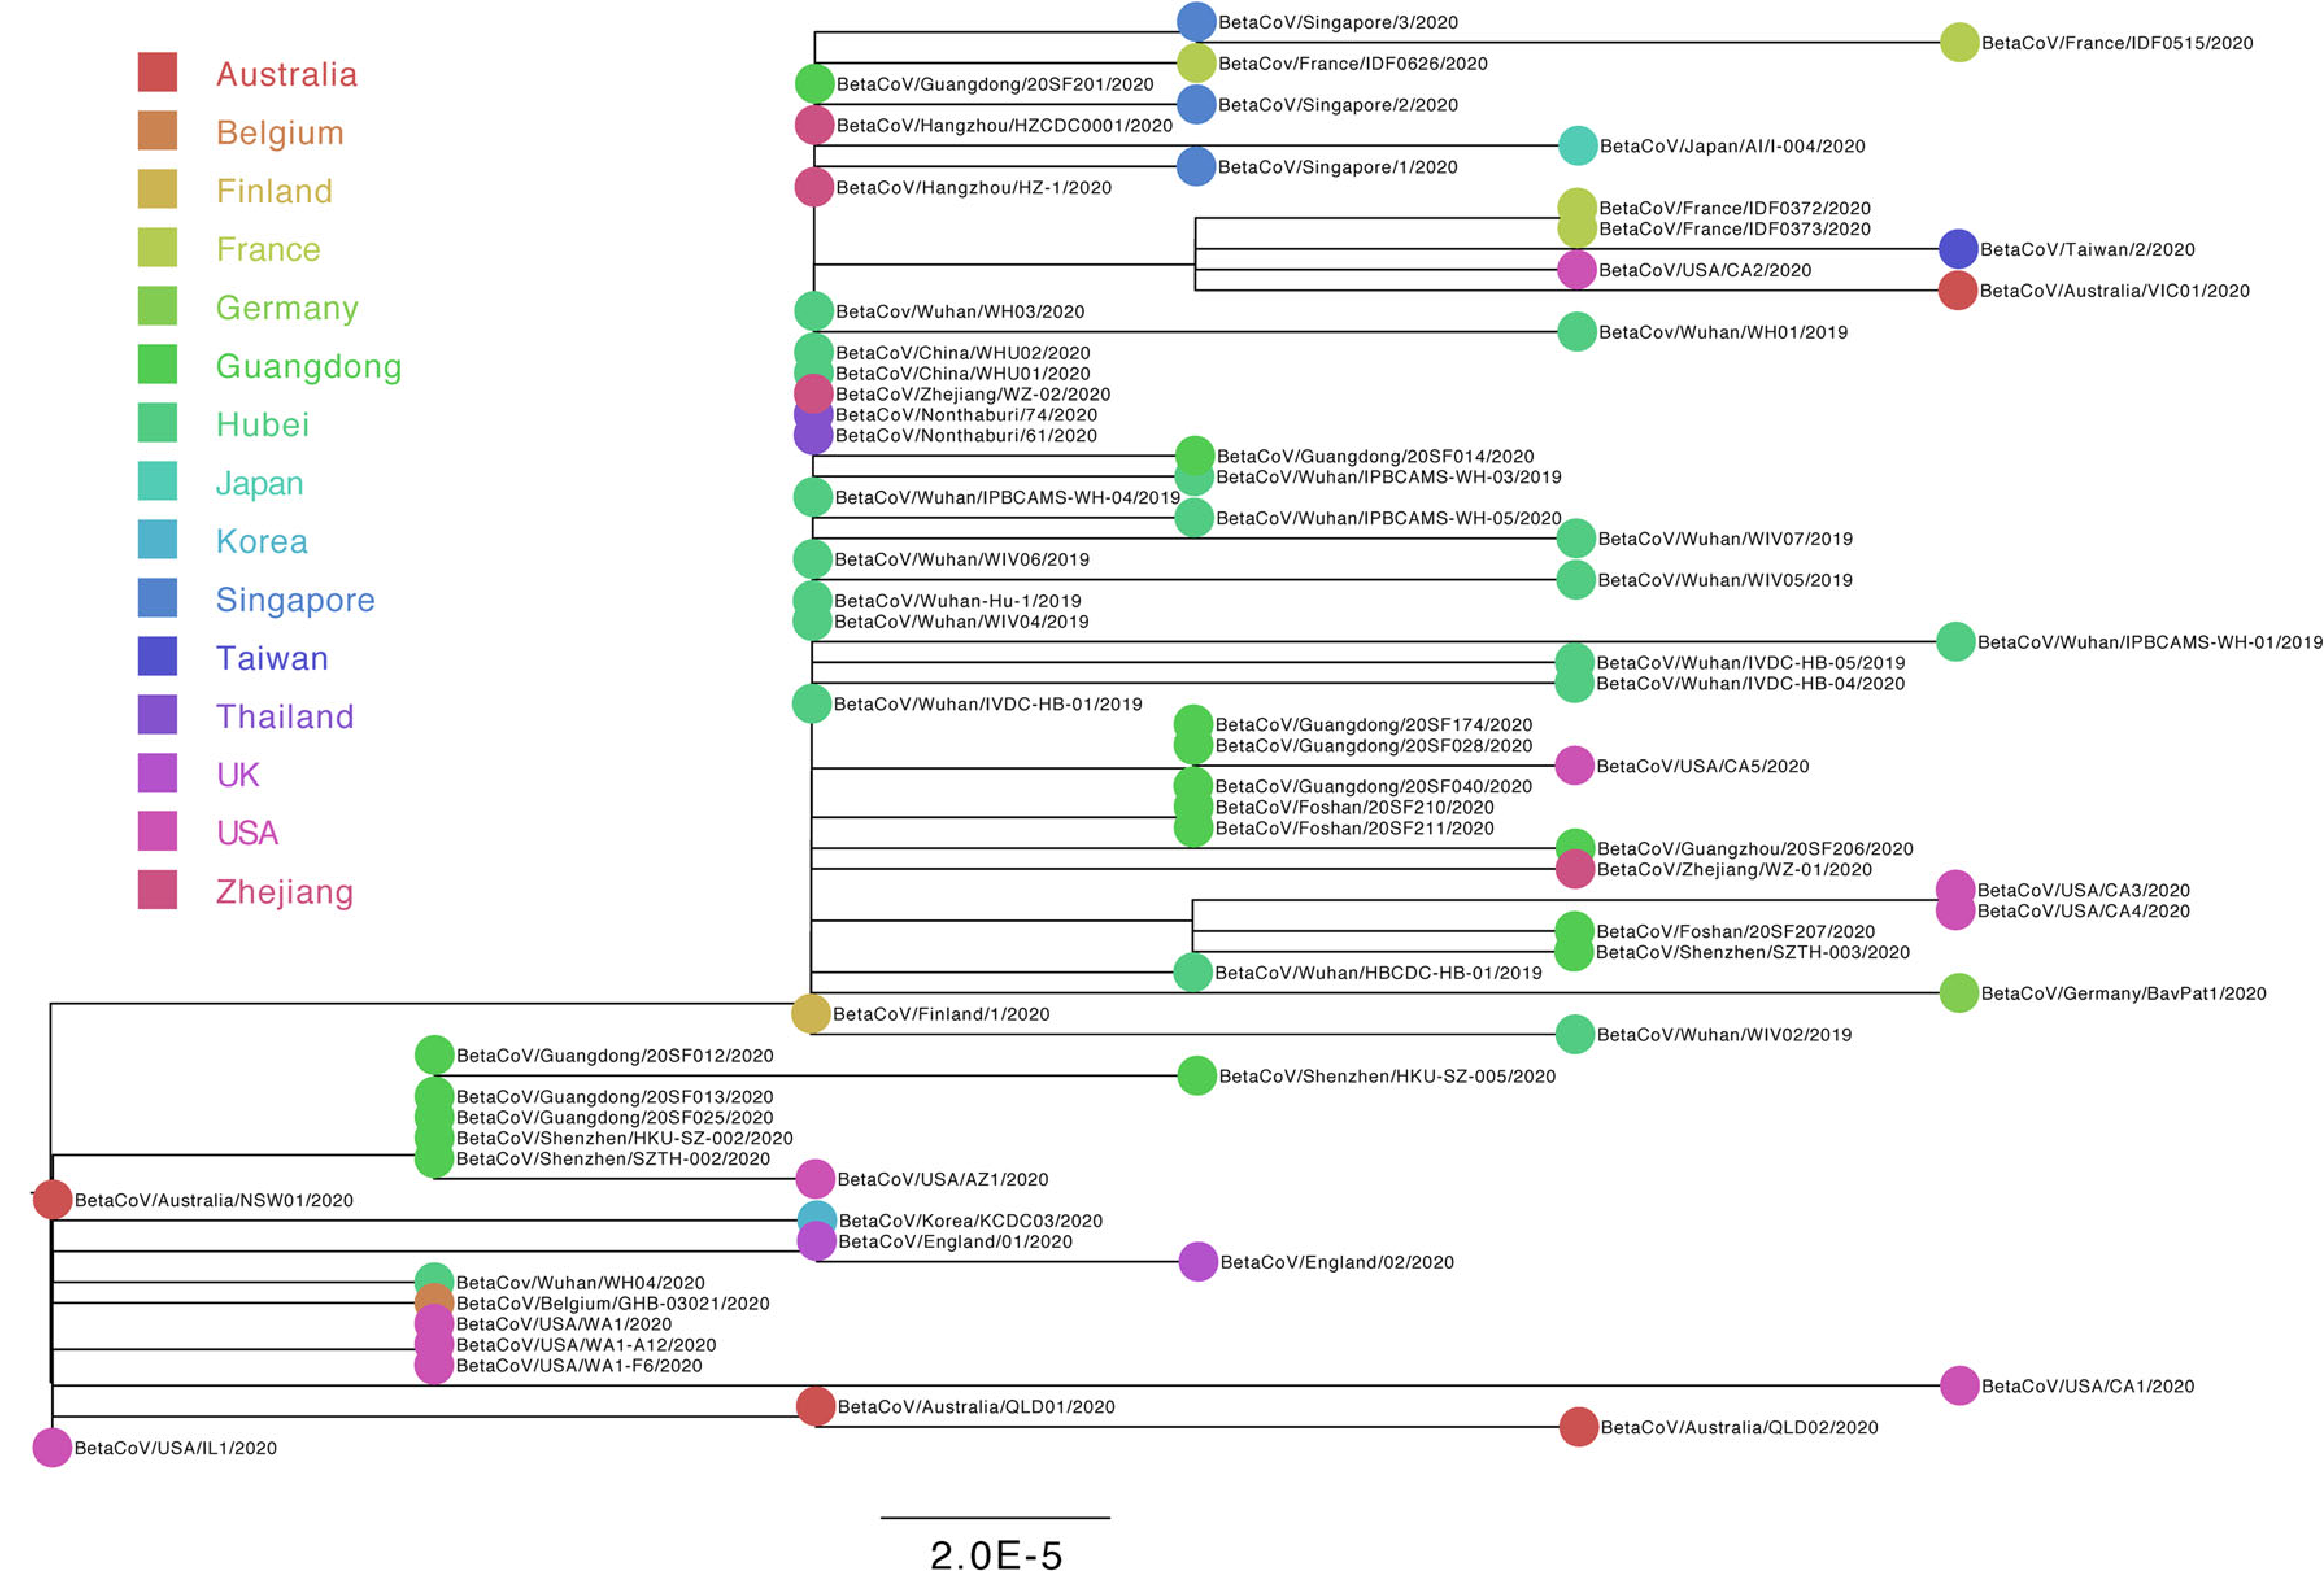 Australia
Belgium
Finland
France
Germany
Guangdong
Hubei
Japan
Korea
Singapore
Taiwan
Thailand
UK
USA
Zhejiang
BetaCoV/Singapore/3/2020
BetaCoV/France/IDF0515/2020
BetaCov/France/IDF0626/2020
BetaCoV/Guangdong/20SF201/2020
BetaCoV/Singapore/2/2020
BetaCoV/Hangzhou/HZCDC0001/2020
BetaCoV/Japan/AI/I-004/2020
BetaCoV/Singapore/1/2020
BetaCoV/Hangzhou/HZ-1/2020
BetaCoV/France/IDF0372/2020
BetaCoV/France/IDF0373/2020
BetaCoV/Taiwan/2/2020
BetaCoV/USA/CA2/2020
BetaCoV/Australia/VIC01/2020
BetaCov/Wuhan/WH03/2020
BetaCov/Wuhan/WH01/2019
BetaCoV/China/WHU02/2020
BetaCoV/China/WHU01/2020
BetaCoV/Zhejiang/WZ-02/2020
BetaCoV/Nonthaburi/74/2020
BetaCoV/Nonthaburi/61/2020
BetaCoV/Guangdong/20SF014/2020
BetaCoV/Wuhan/IPBCAMS-WH-03/2019
BetaCoV/Wuhan/IPBCAMS-WH-04/2019
BetaCoV/Wuhan/IPBCAMS-WH-05/2020
BetaCoV/Wuhan/WIV07/2019
BetaCoV/Wuhan/WIV06/2019
BetaCoV/Wuhan/WIV05/2019
BetaCoV/Wuhan-Hu-1/2019
BetaCoV/Wuhan/WIV04/2019
BetaCoV/Wuhan/IPBCAMS-WH-01/2019
BetaCoV/Wuhan/IVDC-HB-05/2019
BetaCoV/Wuhan/IVDC-HB-04/2020
BetaCoV/Wuhan/IVDC-HB-01/2019
BetaCoV/Guangdong/20SF174/2020
BetaCoV/Guangdong/20SF028/2020
BetaCoV/USA/CA5/2020
BetaCoV/Guangdong/20SF040/2020
BetaCoV/Foshan/20SF210/2020
BetaCoV/Foshan/20SF211/2020
BetaCoV/Guangzhou/20SF206/2020
BetaCoV/Zhejiang/WZ-01/2020
BetaCoV/USA/CA3/2020
BetaCoV/USA/CA4/2020
BetaCoV/Foshan/20SF207/2020
BetaCoV/Shenzhen/SZTH-003/2020
BetaCoV/Wuhan/HBCDC-HB-01/2019
BetaCoV/Germany/BavPat1/2020
BetaCoV/Finland/1/2020
BetaCoV/Wuhan/WIV02/2019
BetaCoV/Guangdong/20SF012/2020
BetaCoV/Shenzhen/HKU-SZ-005/2020
BetaCoV/Guangdong/20SF013/2020
BetaCoV/Guangdong/20SF025/2020
BetaCoV/Shenzhen/HKU-SZ-002/2020
BetaCoV/Shenzhen/SZTH-002/2020
BetaCoV/USA/AZ1/2020
BetaCoV/Australia/NSW01/2020
BetaCoV/Korea/KCDC03/2020
BetaCoV/England/01/2020
BetaCoV/England/02/2020
BetaCov/Wuhan/WH04/2020
BetaCoV/Belgium/GHB-03021/2020
BetaCoV/USA/WA1/2020
BetaCoV/USA/WA1-A12/2020
BetaCoV/USA/WA1-F6/2020
BetaCoV/USA/CA1/2020
BetaCoV/Australia/QLD01/2020
BetaCoV/Australia/QLD02/2020
BetaCoV/USA/IL1/2020
2.0E-5